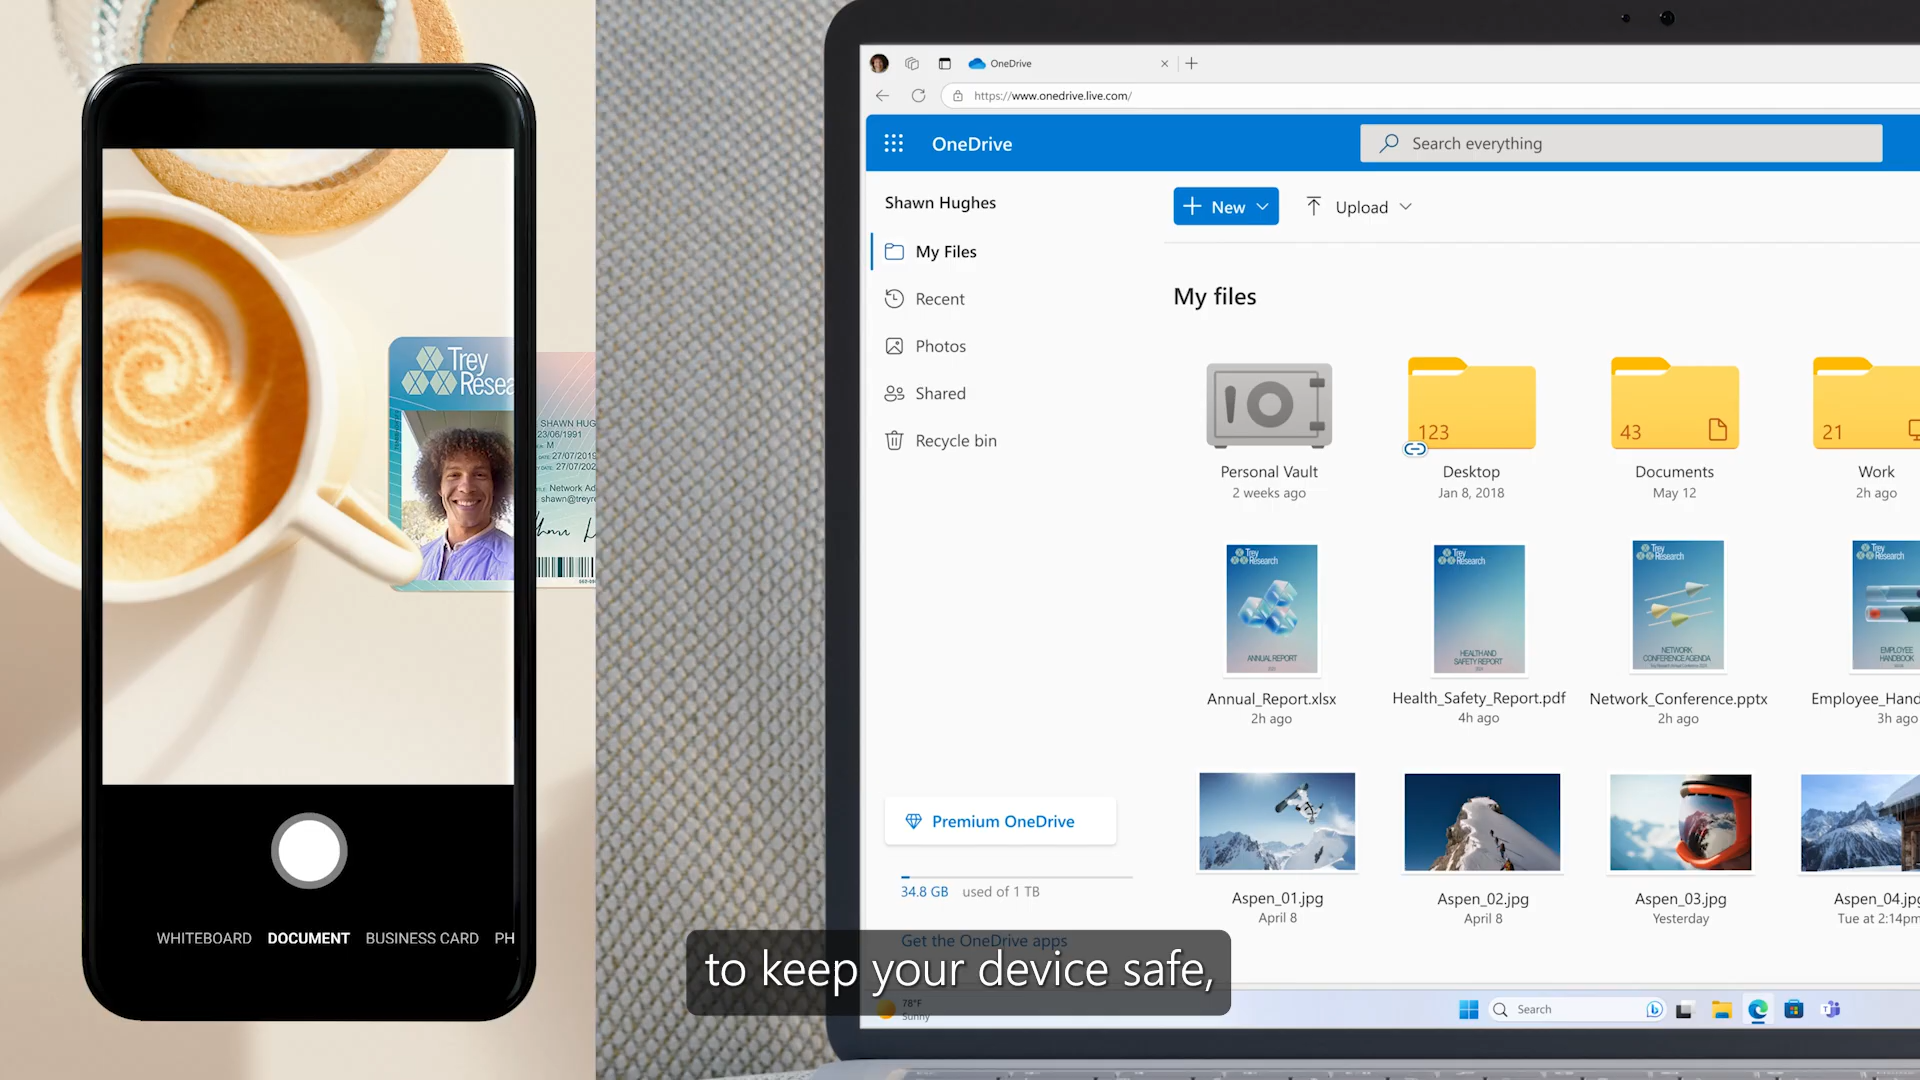 Trey
Resea
SHAWN HUG
23/06/1991
M
27/07/2019
27/07/202
Network Ad
shawn@treyre
WHITEBOARD DOCUMENT BUSINESS CARD PH
OneDrive
https://www.onedrive.live.com/
OneDrive
Search everything
Shawn Hughes
New
Upload
My Files
Recent
Photos
Shared
Recycle bin
My files
123
43
21
Personal Vault
2 weeks ago
Desktop
Jan 8, 2018
Documents
May 12
Work
2h ago
Trey
Research
ANNUAL REPORT
Trey
Research
HEALTH AND
SAFETY REPORT
Trey
Research
NETWORK
CONFERENCE AGENDA
Trey
Research
EMPLOYEE
HANDBOOK
Annual_Report.xlsx
2h ago
Health_Safety_Report.pdf
4h ago
Network_Conference.pptx
2h ago
Employee_Hand
3h ago
Premium OneDrive
34.8 GB used of 1 TB
Get the OneDrive apps
Aspen_01.jpg
April 8
Aspen_02.jpg
April 8
Aspen_03.jpg
Yesterday
Aspen_04.jpg
Tue at 2:14pm
to keep your device safe,
78°F
Sunny
Search